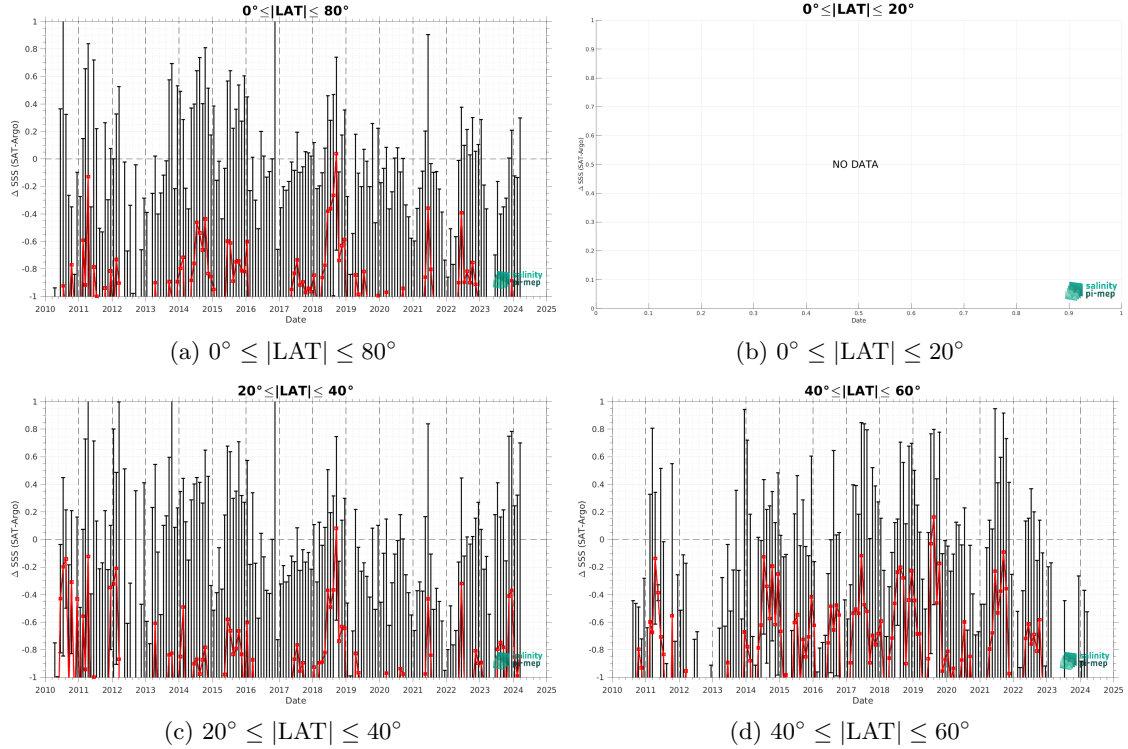 0°≤|LAT|≤ 80°
Δ SSS (SAT-Argo)
1
0.8
0.6
0.4
0.2
0
-0.2
-0.4
-0.6
-0.8
-1
2010 2011 2012 2013 2014 2015 2016 2017 2018 2019 2020 2021 2022 2023 2024 2025
Date
salinity
pi-mep
(a) 0° ≤ |LAT| ≤ 80°
0°≤|LAT|≤ 20°
Δ SSS (SAT-Argo)
1
0.9
0.8
0.7
0.6
0.5
0.4
0.3
0.2
0.1
0
NO DATA
0 0.1 0.2 0.3 0.4 0.5 0.6 0.7 0.8 0.9 1
Date
salinity
pi-mep
(b) 0° ≤ |LAT| ≤ 20°
20°≤|LAT|≤ 40°
Δ SSS (SAT-Argo)
1
0.8
0.6
0.4
0.2
0
-0.2
-0.4
-0.6
-0.8
-1
2010 2011 2012 2013 2014 2015 2016 2017 2018 2019 2020 2021 2022 2023 2024 2025
Date
salinity
pi-mep
(c) 20° ≤ |LAT| ≤ 40°
40°≤|LAT|≤ 60°
Δ SSS (SAT-Argo)
1
0.8
0.6
0.4
0.2
0
-0.2
-0.4
-0.6
-0.8
-1
2010 2011 2012 2013 2014 2015 2016 2017 2018 2019 2020 2021 2022 2023 2024 2025
Date
salinity
pi-mep
(d) 40° ≤ |LAT| ≤ 60°